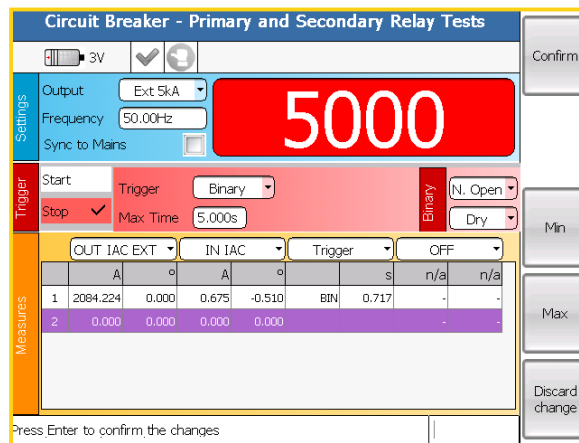 Circuit Breaker - Primary and Secondary Relay Tests
3V
Confirm
Settings
Output Ext 5kA
Frequency 50.00Hz
Sync to Mains
5000
Trigger
Start
Stop
Trigger Binary
Max Time 5.000s
Binary
N. Open
Dry
Min
Measures
OUT IAC EXT IN IAC Trigger OFF
A ° A ° s n/a n/a
1 2084.224 0.000 0.675 -0.510 BIN 0.717 - -
2 0.000 0.000 0.000 0.000 - -
Max
Discard
change
Press Enter to confirm the changes